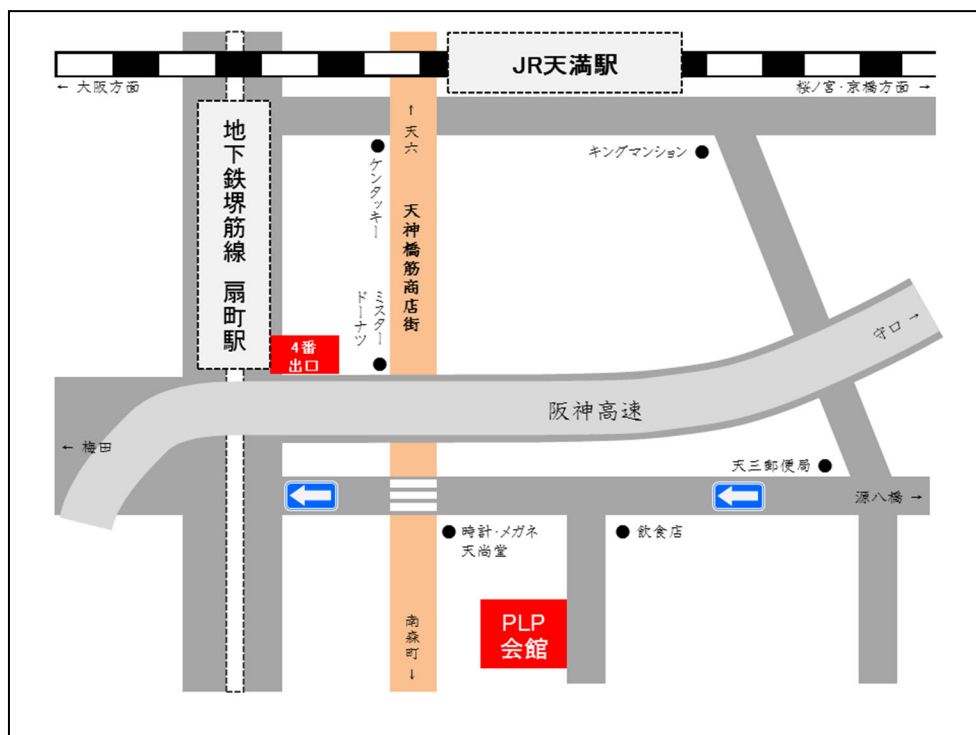 JR天満駅
← 大阪方面
桜ノ宮・京橋方面 →
地下鉄堺筋線 扇町駅
↑
天六
天神橋筋商店街
ケンタッキー
キングマンション
ミスター
ドーナツ
4番
出口
守口 →
阪神高速
← 梅田
天三郵便局
源八橋 →
時計・メガネ
天尚堂
飲食店
PLP
会館
南森町
↓